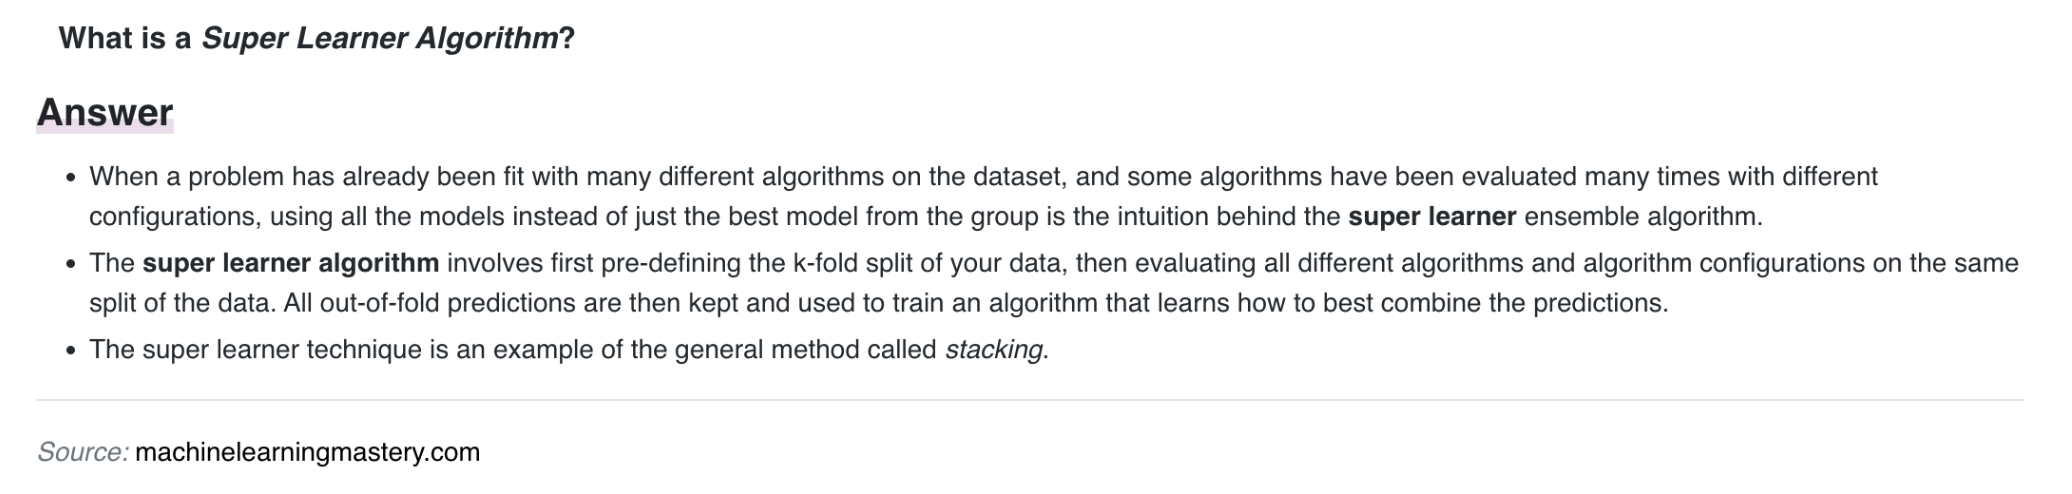 What is a Super Learner Algorithm?
Answer
• When a problem has already been fit with many different algorithms on the dataset, and some algorithms have been evaluated many times with different
configurations, using all the models instead of just the best model from the group is the intuition behind the super learner ensemble algorithm.
• The super learner algorithm involves first pre-defining the k-fold split of your data, then evaluating all different algorithms and algorithm configurations on the same
split of the data. All out-of-fold predictions are then kept and used to train an algorithm that learns how to best combine the predictions.
• The super learner technique is an example of the general method called stacking.
Source: machinelearningmastery.com